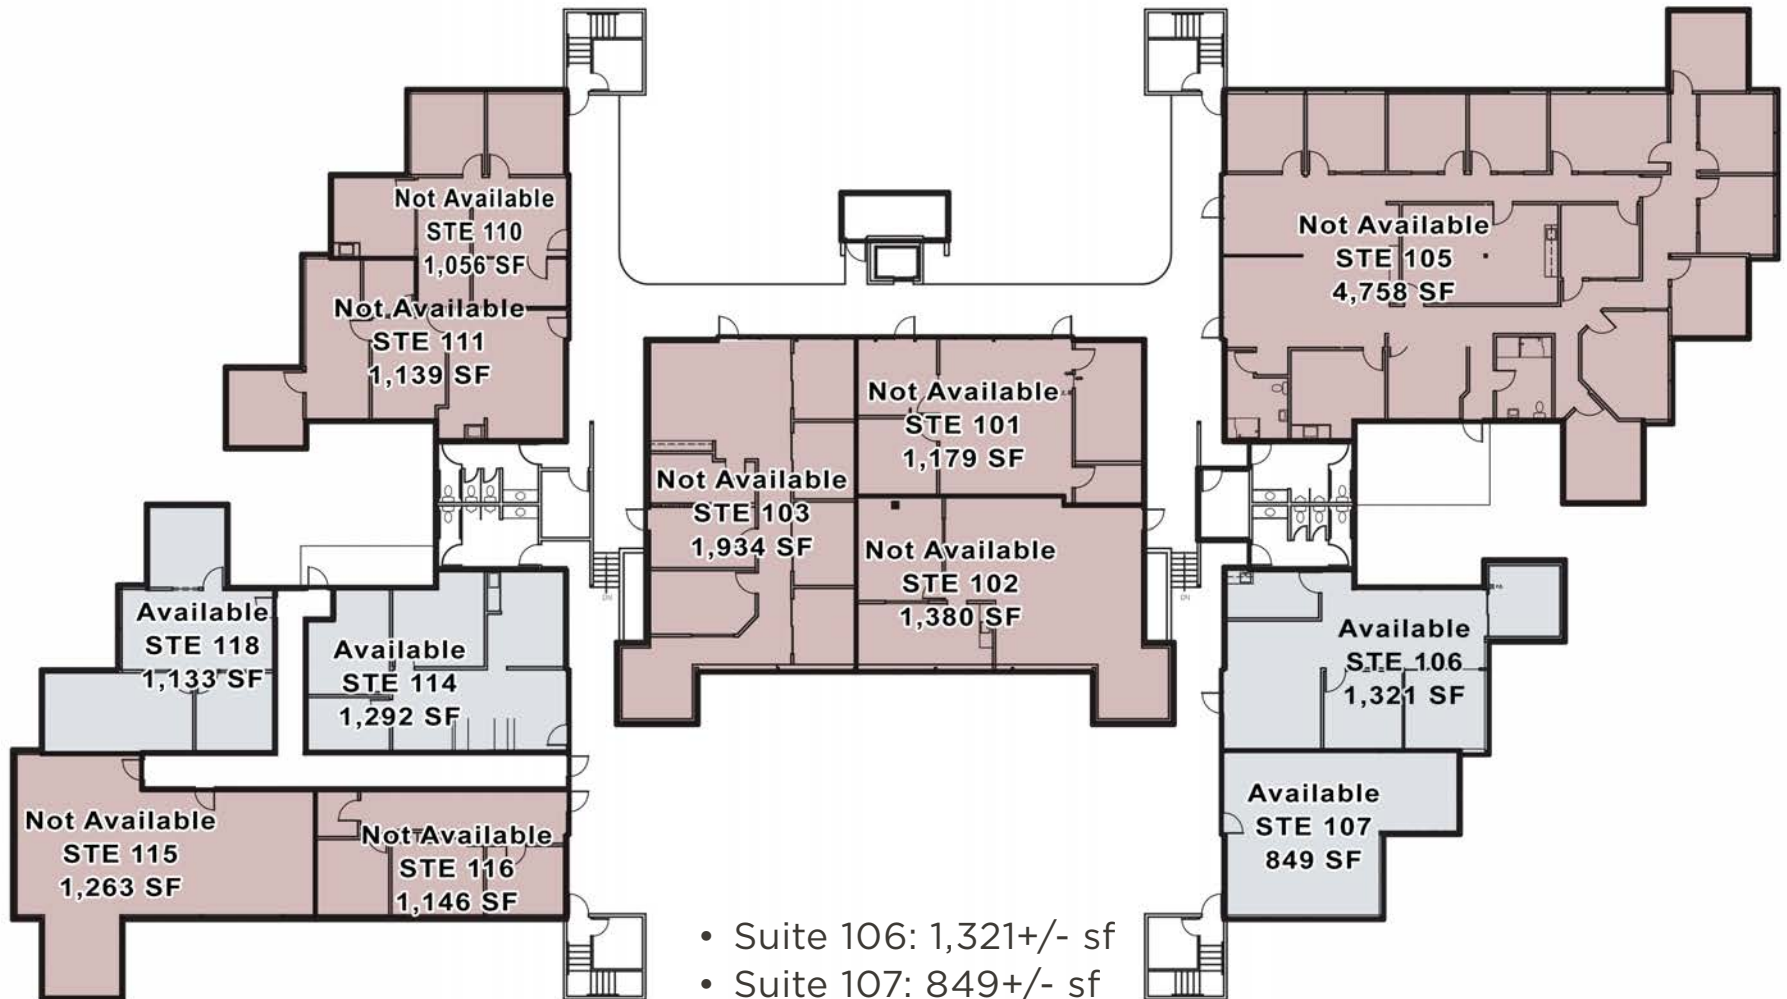 Not Available
STE 110
1,056 SF
Not Available
STE 111
1,139 SF
Not Available
STE 105
4,758 SF
Not Available
STE 101
1,179 SF
Not Available
STE 103
1,934 SF
Not Available
STE 102
1,380 SF
Available
STE 118
1,133 SF
Available
STE 114
1,292 SF
Available
STE 106
1,321 SF
Available
STE 107
849 SF
Not Available
STE 115
1,263 SF
Not Available
STE 116
1,146 SF
• Suite 106: 1,321+/- sf
• Suite 107: 849+/- sf